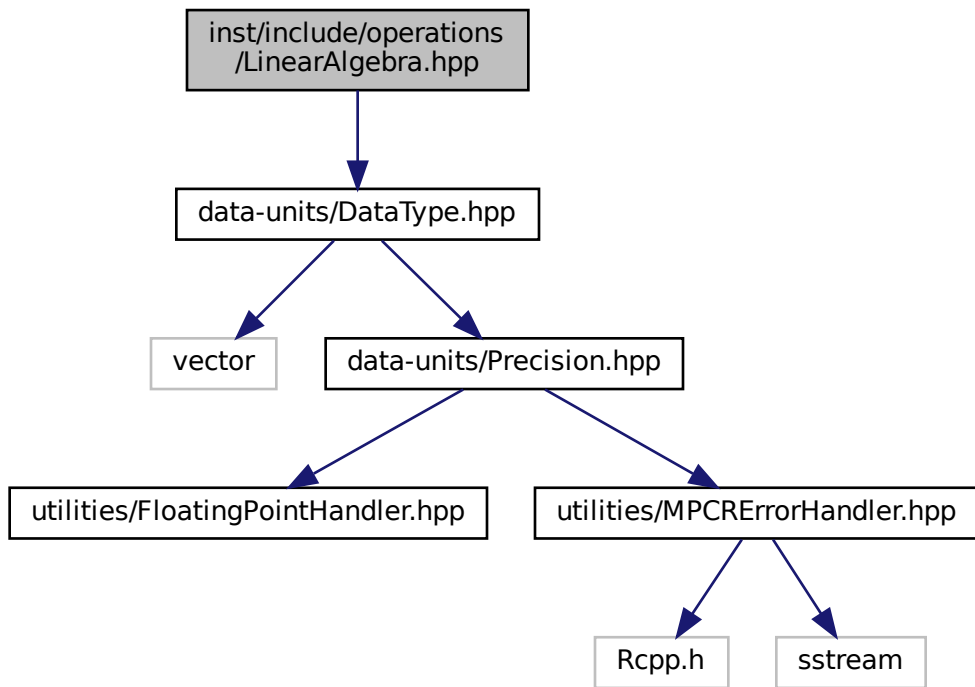 inst/include/operations
/LinearAlgebra.hpp
data-units/DataType.hpp
vector
data-units/Precision.hpp
utilities/FloatingPointHandler.hpp
utilities/MPCRErrorHandler.hpp
Rcpp.h
sstream